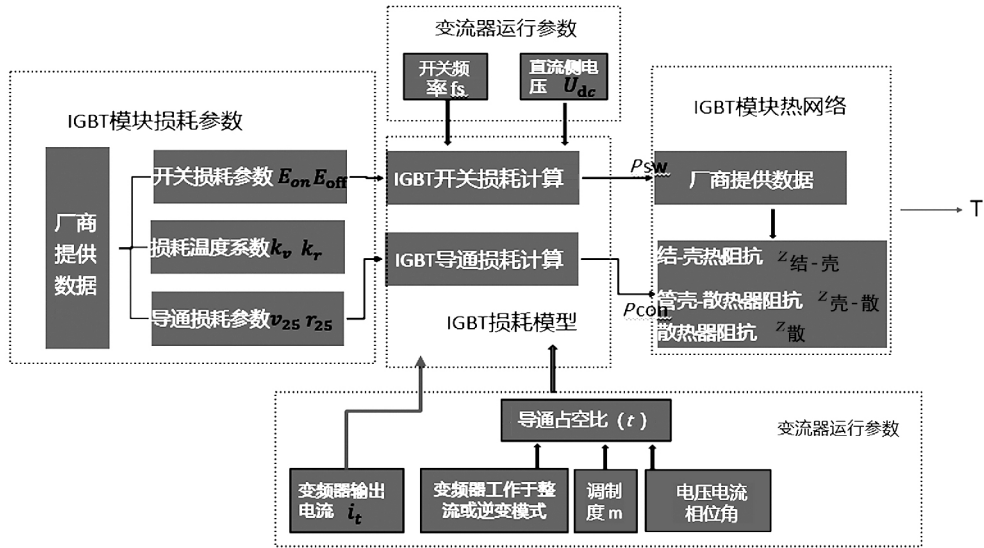 变流器运行参数
开关频
率 fs
直流侧电
压 U_dc
IGBT模块损耗参数
厂商
提供
数据
开关损耗参数 E_on E_off
损耗温度系数 k_v k_r
导通损耗参数 v_25 r_25
IGBT开关损耗计算
IGBT导通损耗计算
IGBT损耗模型
Psw
Pcon
IGBT模块热网络
厂商提供数据
结-壳热阻抗 Z结-壳
管壳-散热器阻抗 Z壳-散
散热器阻抗 Z散
T
导通占空比（t）
变流器运行参数
变频器输出
电流 i_t
变频器工作于整
流或逆变模式
调制
度 m
电压电流
相位角